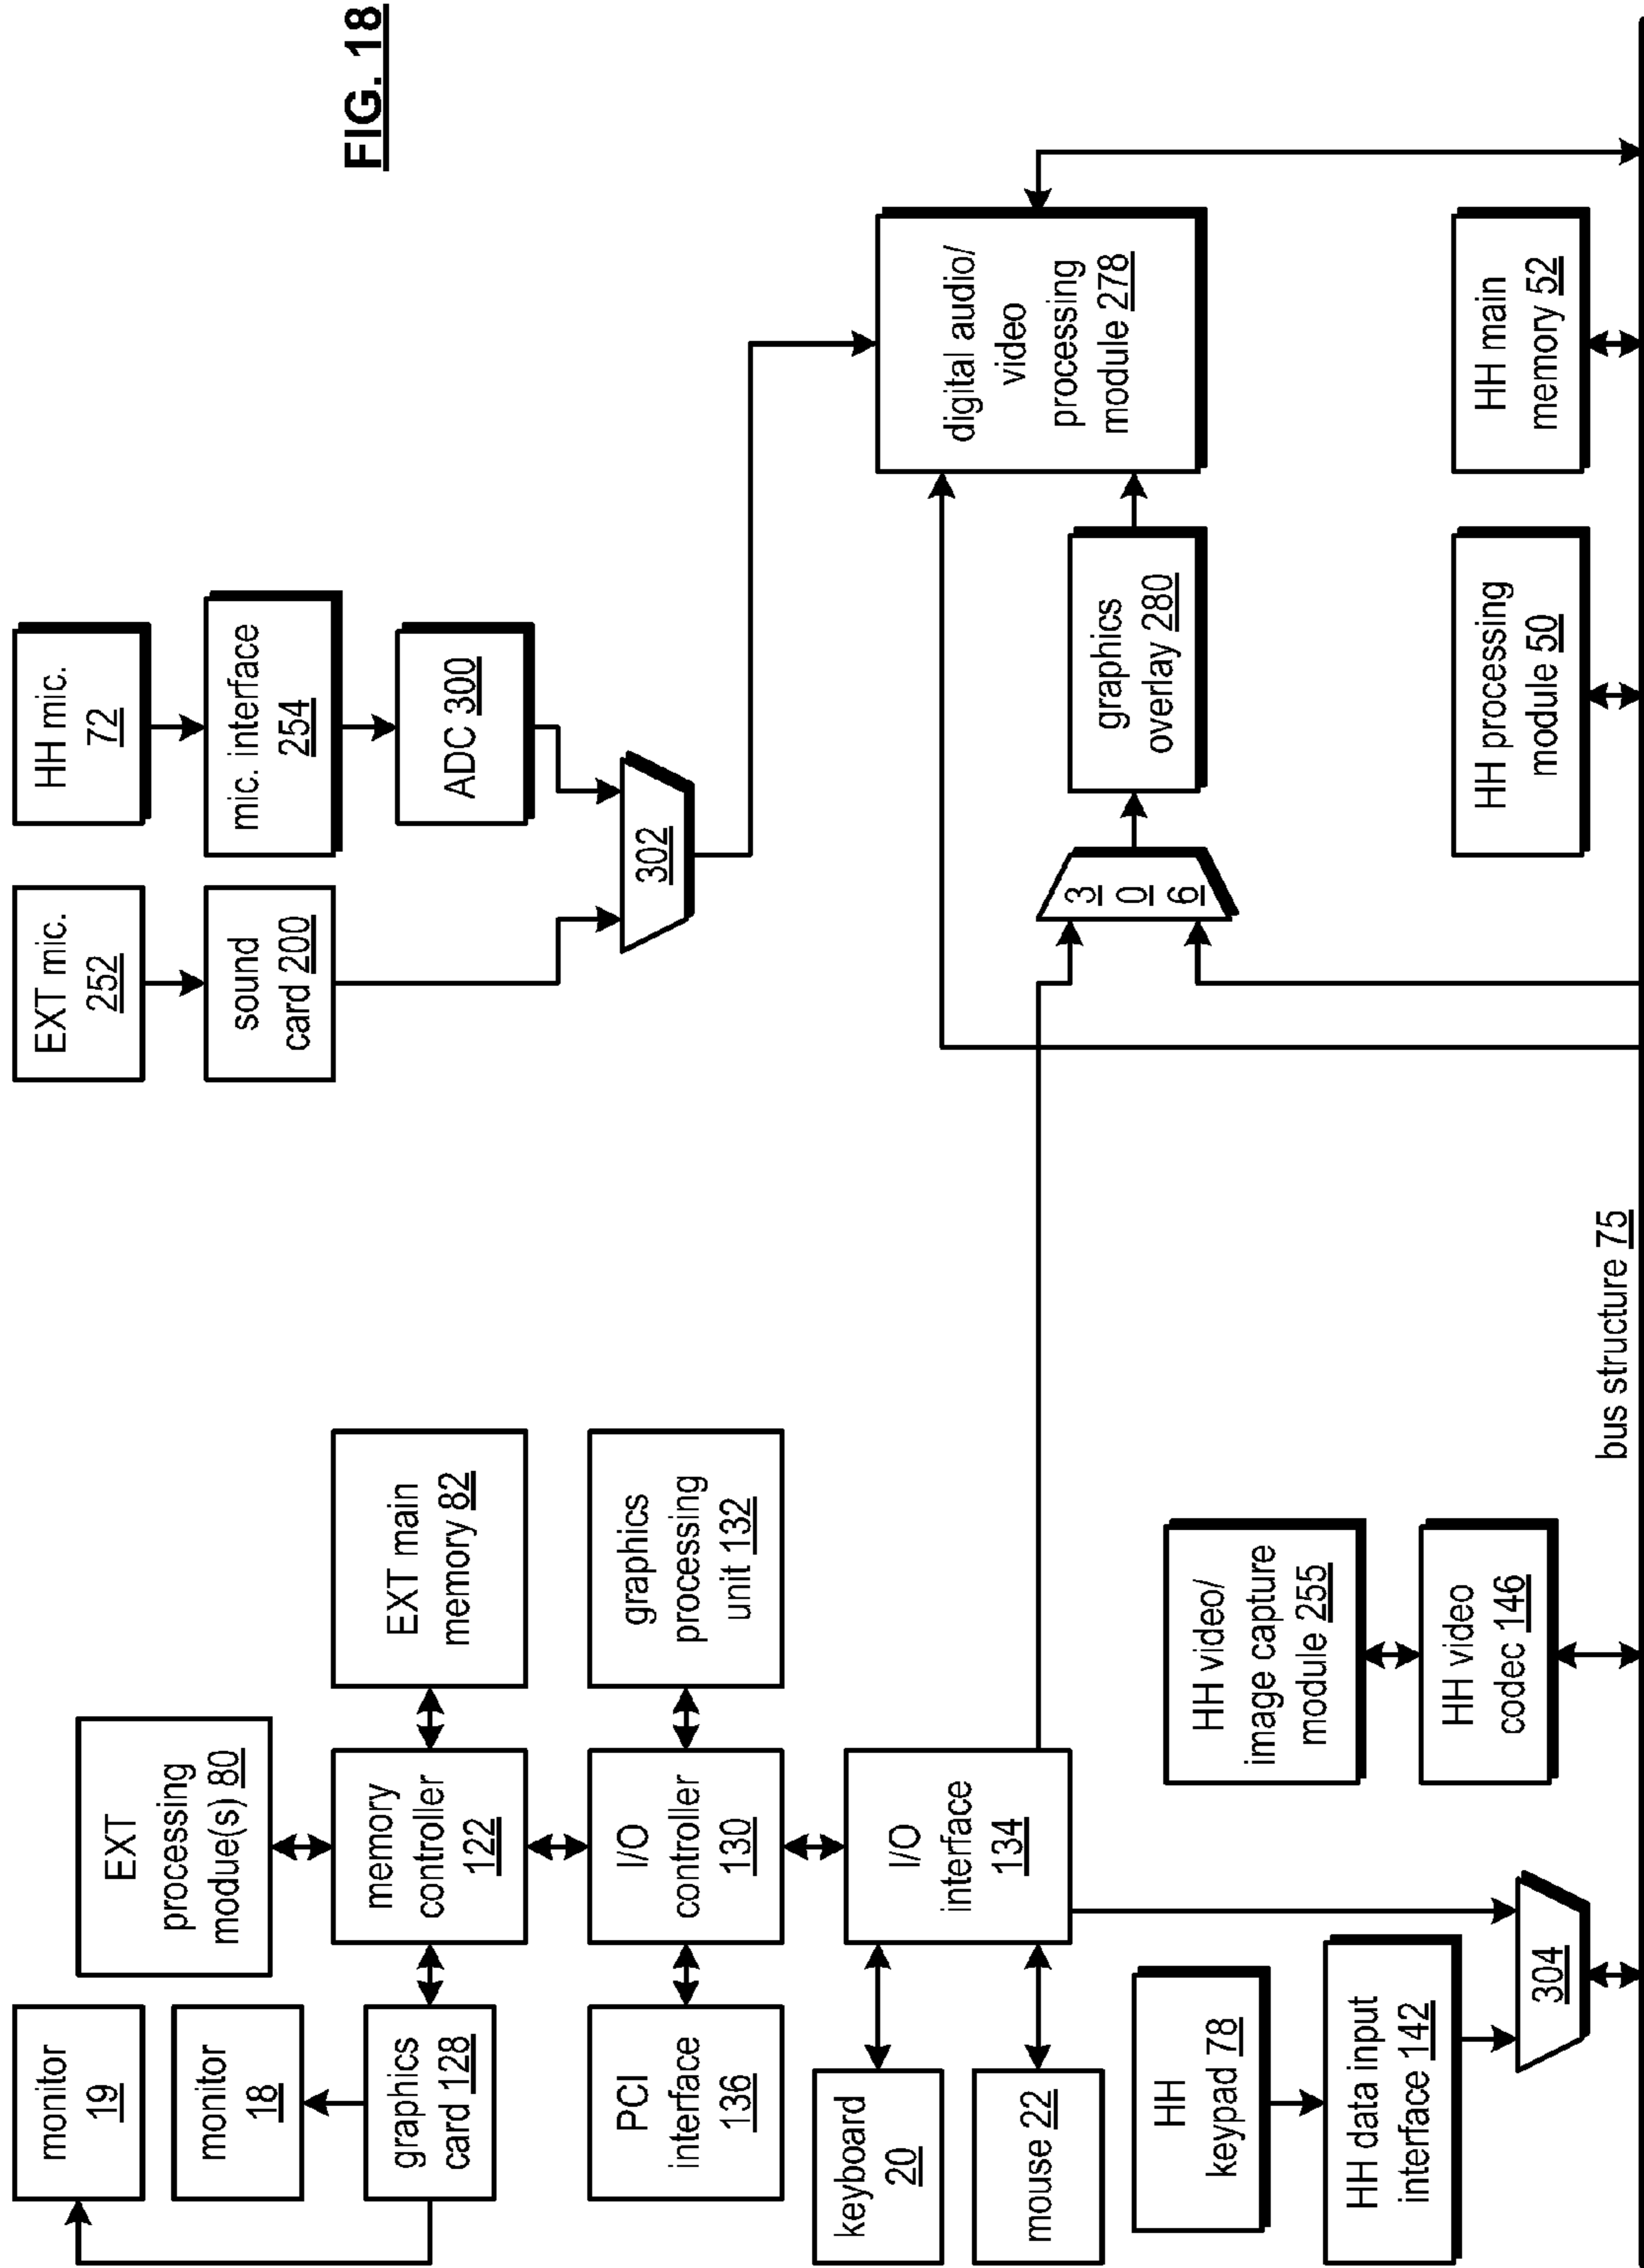 FIG. 18
monitor
19
monitor
18
graphics
card 128
EXT
processing
modue(s) 80
memory
controller
122
EXT main
memory 82
PCI
interface
136
I/O
controller
130
graphics
processing
unit 132
keyboard
20
mouse 22
I/O
interface
134
HH
keypad 78
HH data input
interface 142
304
HH video/
image capture
module 255
HH video
codec 146
bus structure 75
EXT mic.
252
sound
card 200
HH mic.
72
mic. interface
254
ADC 300
302
digital audio/
video
processing
module 278
3
0
6
graphics
overlay 280
HH processing
module 50
HH main
memory 52